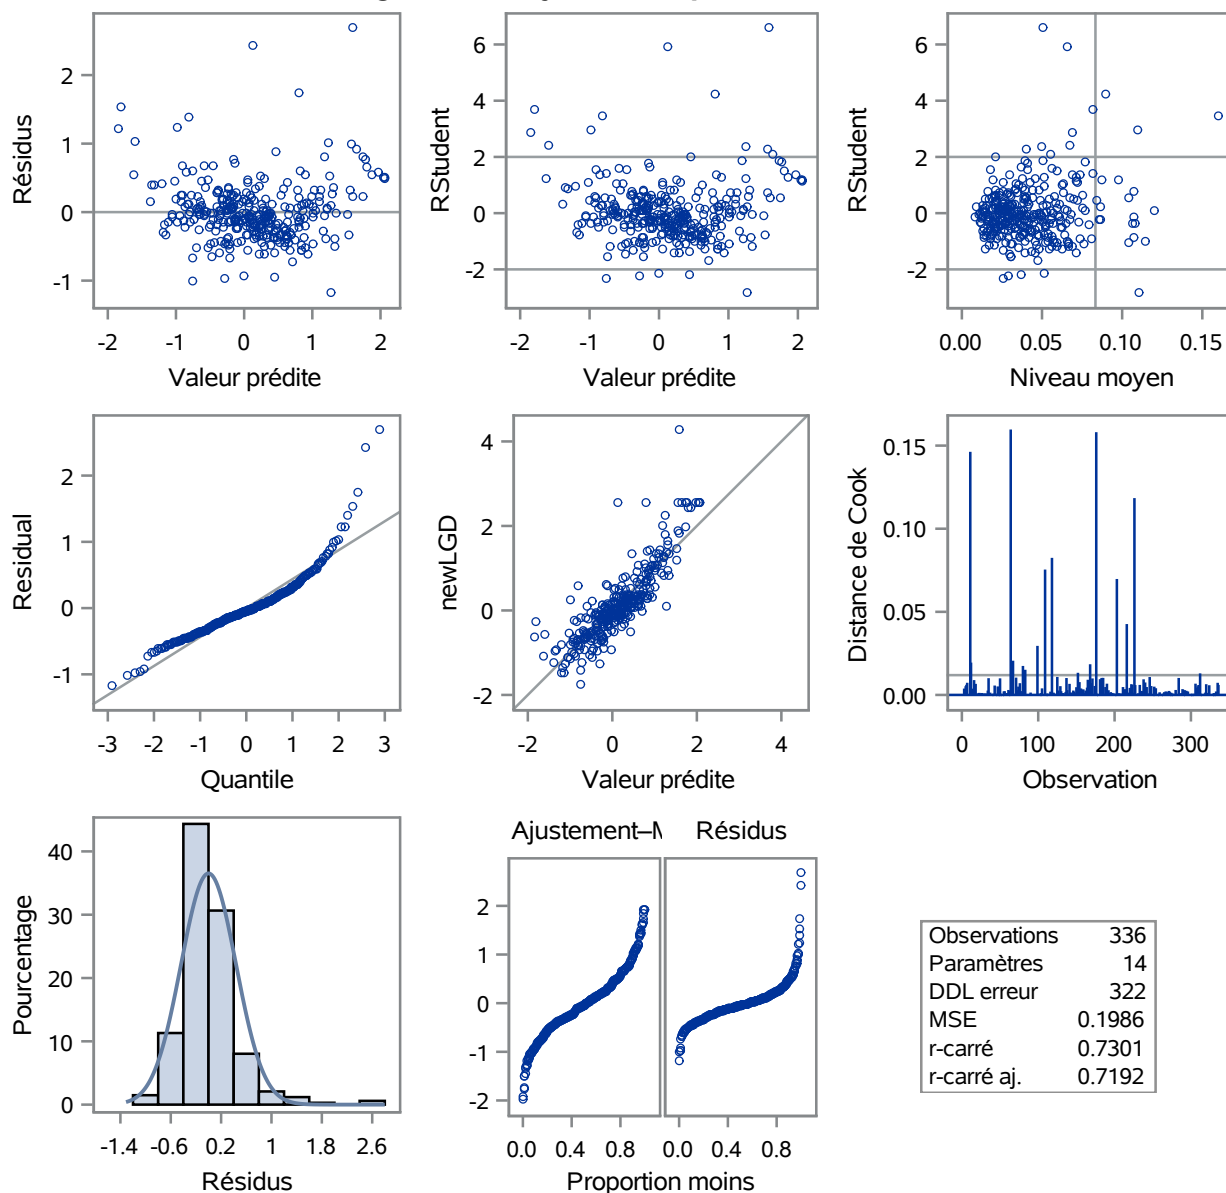 Résidus
2
1
0
-1
-2 -1 0 1 2
Valeur prédite
RStudent
6
4
2
0
-2
-2 -1 0 1 2
Valeur prédite
RStudent
6
4
2
0
-2
0.00 0.05 0.10 0.15
Niveau moyen
Residual
2
1
0
-1
-3 -2 -1 0 1 2 3
Quantile
newLGD
4
2
0
-2
-2 0 2 4
Valeur prédite
Distance de Cook
0.15
0.10
0.05
0.00
0 100 200 300
Observation
Pourcentage
40
30
20
10
0
-1.4 -0.6 0.2 1 1.8 2.6
Résidus
Ajustement–M Résidus
2
1
0
-1
-2
0.0 0.4 0.8 0.0 0.4 0.8
Proportion moins
Observations 336
Paramètres 14
DDL erreur 322
MSE 0.1986
r-carré 0.7301
r-carré aj. 0.7192